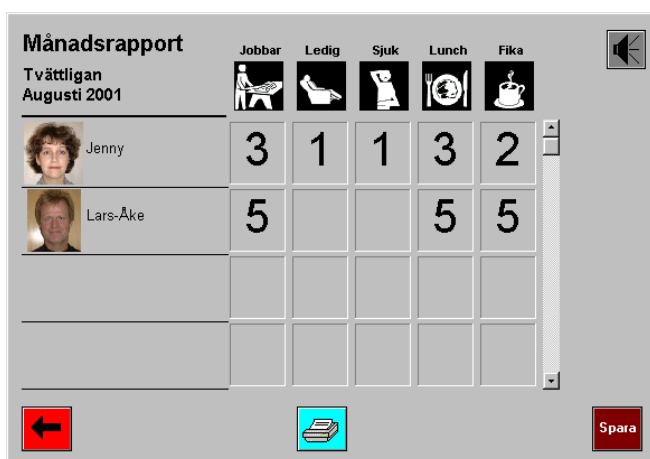 Månadsrapport
Tvättligan
Augusti 2001
Jobbar Ledig Sjuk Lunch Fika
Jenny 3 1 1 3 2
Lars-Åke 5 5 5
Spara